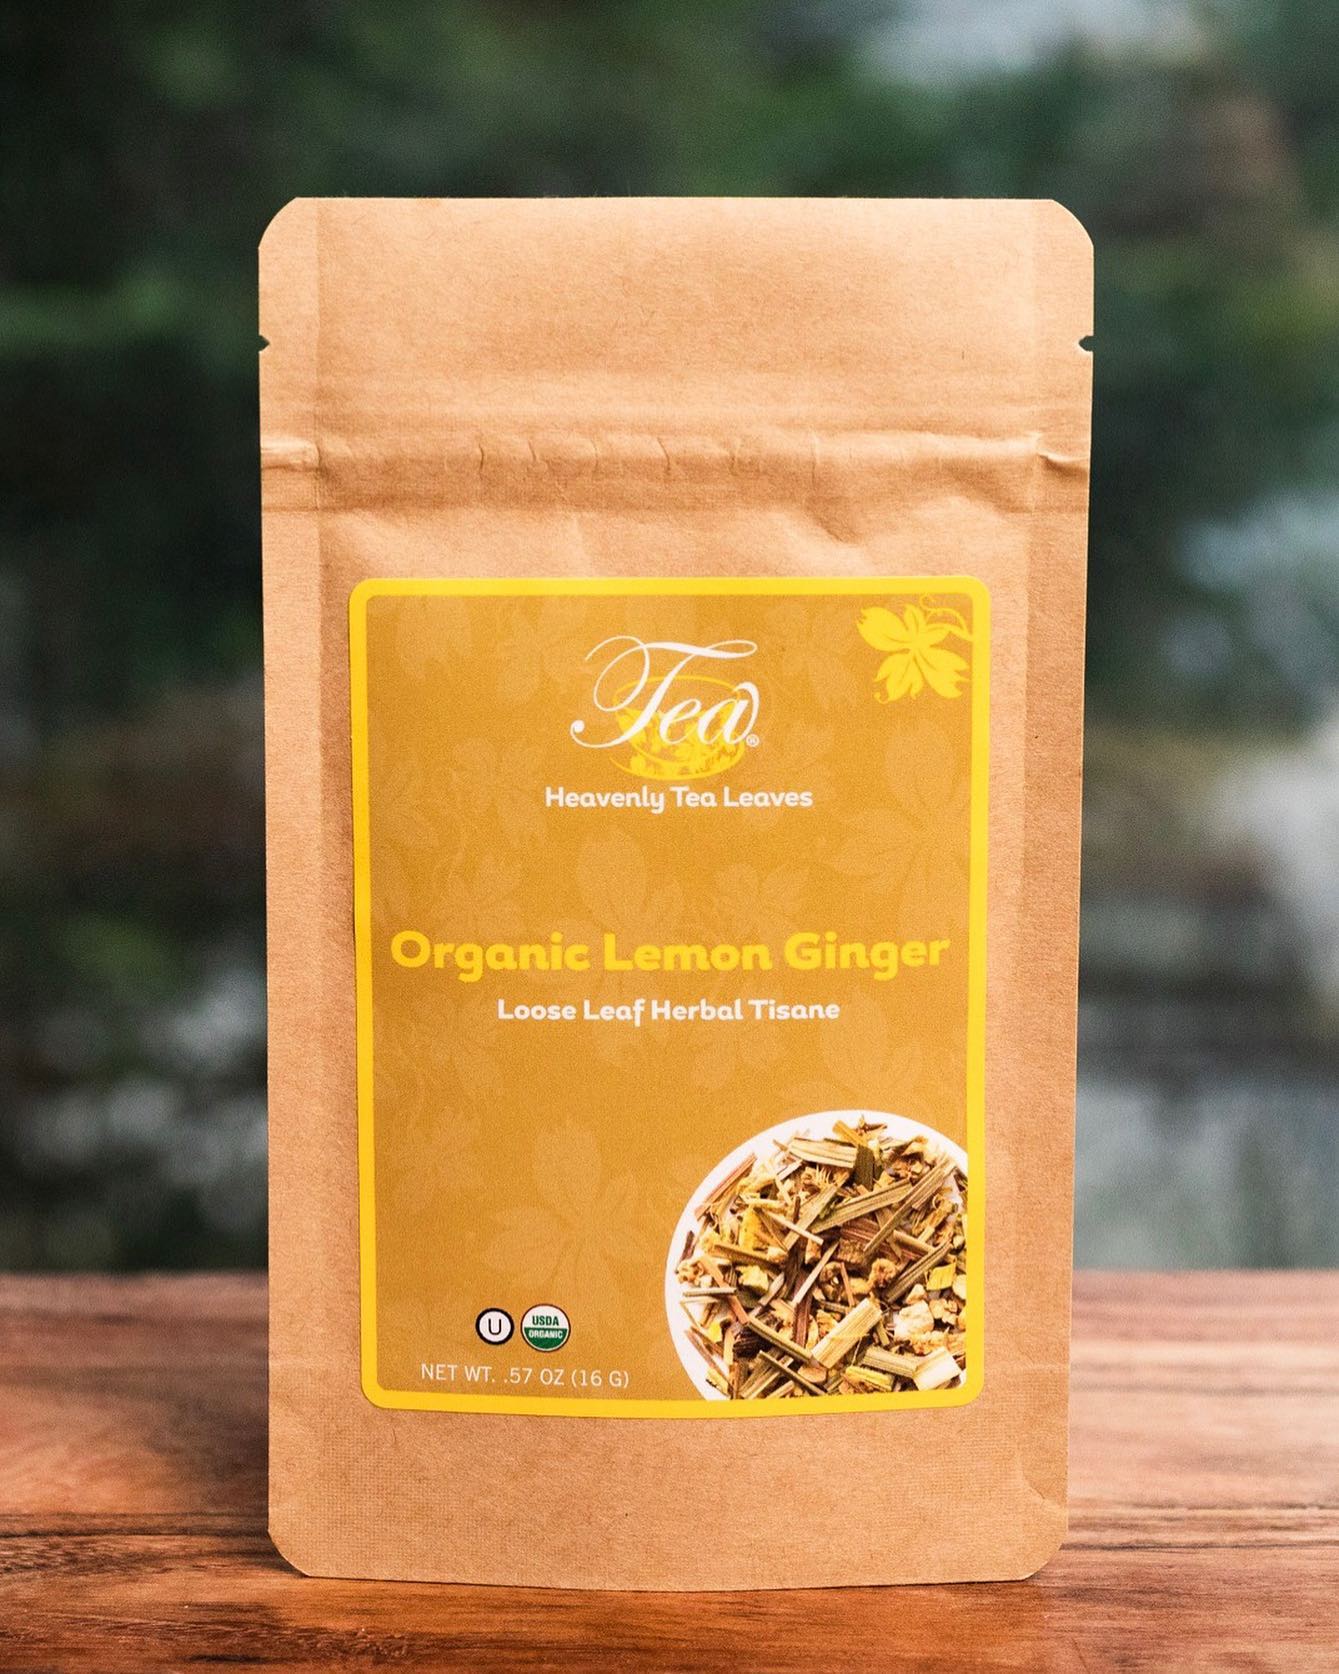 Tea®
Heavenly Tea Leaves
Organic Lemon Ginger
Loose Leaf Herbal Tisane
U
USDA
ORGANIC
NET WT. .57 OZ (16 G)